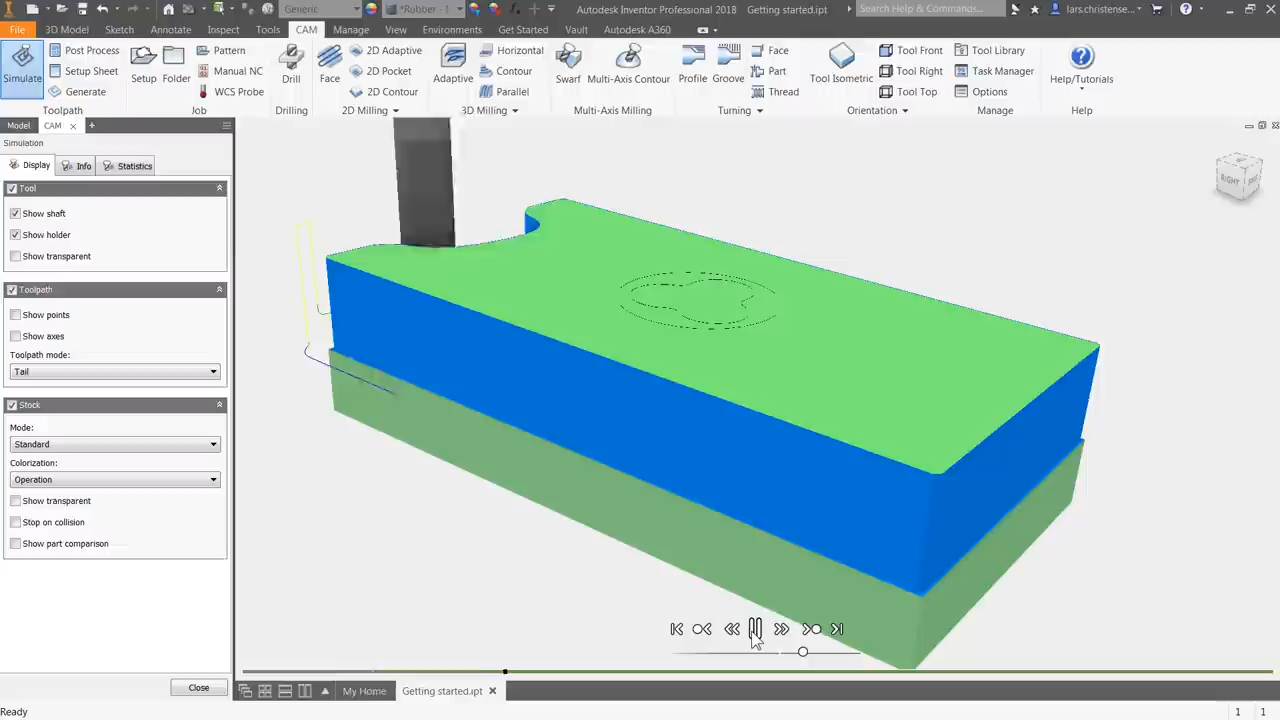 Generic
*Rubber - 1
Autodesk Inventor Professional 2018 Getting started.ipt
Search Help & Commands...
lars.christense...
File 3D Model Sketch Annotate Inspect Tools CAM Manage View Environments Get Started Vault Autodesk A360
Simulate
Post Process
Setup Sheet
Generate
Toolpath
Setup
Folder
Pattern
Manual NC
WCS Probe
Job
Drill
Drilling
Face
2D Adaptive
2D Pocket
2D Contour
2D Milling
Adaptive
Horizontal
Contour
Parallel
3D Milling
Swarf
Multi-Axis Contour
Multi-Axis Milling
Profile
Groove
Face
Part
Thread
Turning
Tool Isometric
Tool Front
Tool Right
Tool Top
Orientation
Tool Library
Task Manager
Options
Manage
Help/Tutorials
Help
Model CAM
Simulation
Display Info Statistics
Tool
Show shaft
Show holder
Show transparent
Toolpath
Show points
Show axes
Toolpath mode:
Tail
Stock
Mode:
Standard
Colorization:
Operation
Show transparent
Stop on collision
Show part comparison
Close
RIGHT
My Home Getting started.ipt
Ready
1 1